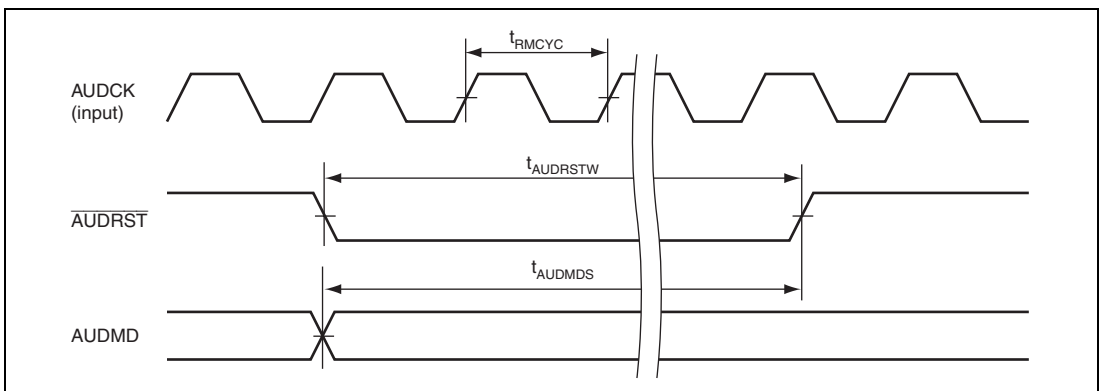 tRMCYC
AUDCK
(input)
tAUDRSTW
AUDRST
tAUDMDS
AUDMD